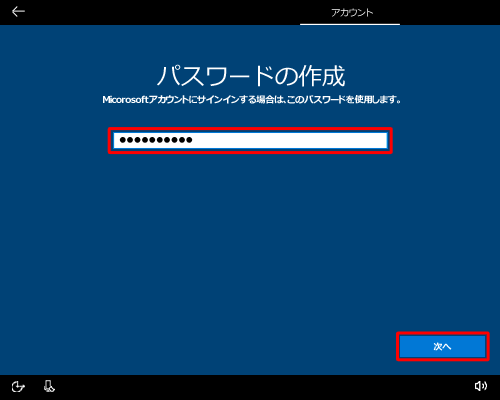 アカウント
パスワードの作成
Micorosoftアカウントにサインインする場合は、このパスワードを使用します。
●●●●●●●●●●
次へ